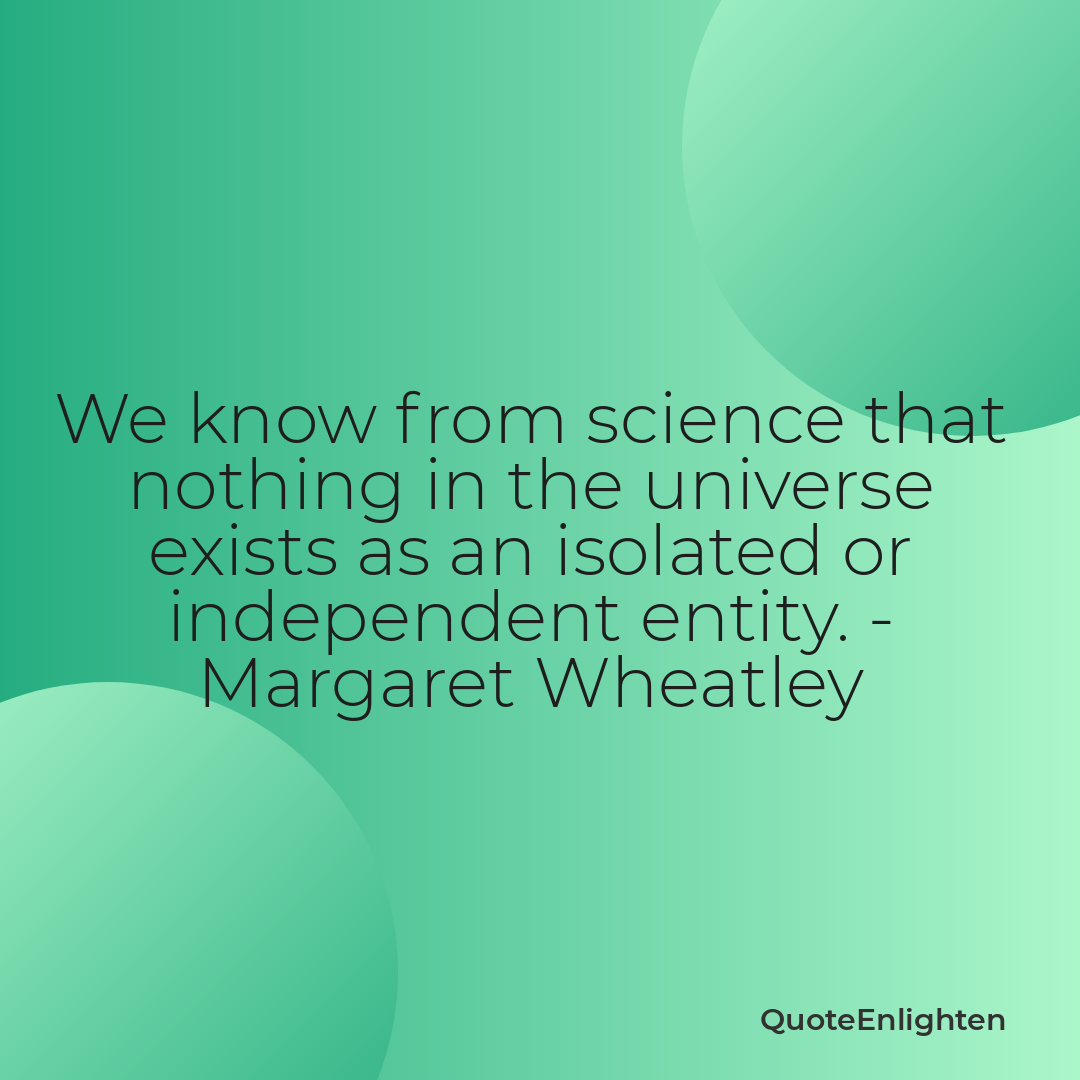 We know from science that
nothing in the universe
exists as an isolated or
independent entity. -
Margaret Wheatley
QuoteEnlighten